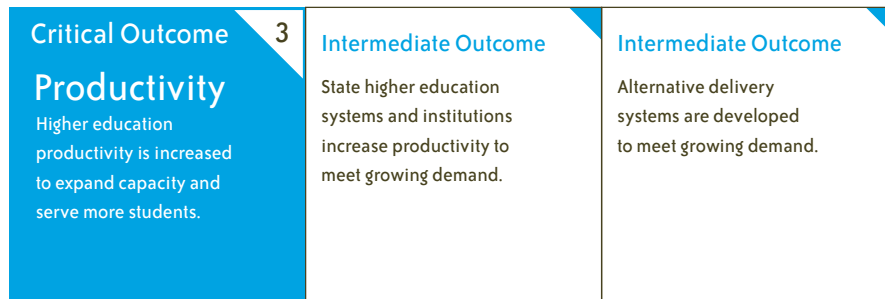 Critical Outcome 3
Productivity
Higher education
productivity is increased
to expand capacity and
serve more students.
Intermediate Outcome
State higher education
systems and institutions
increase productivity to
meet growing demand.
Intermediate Outcome
Alternative delivery
systems are developed
to meet growing demand.